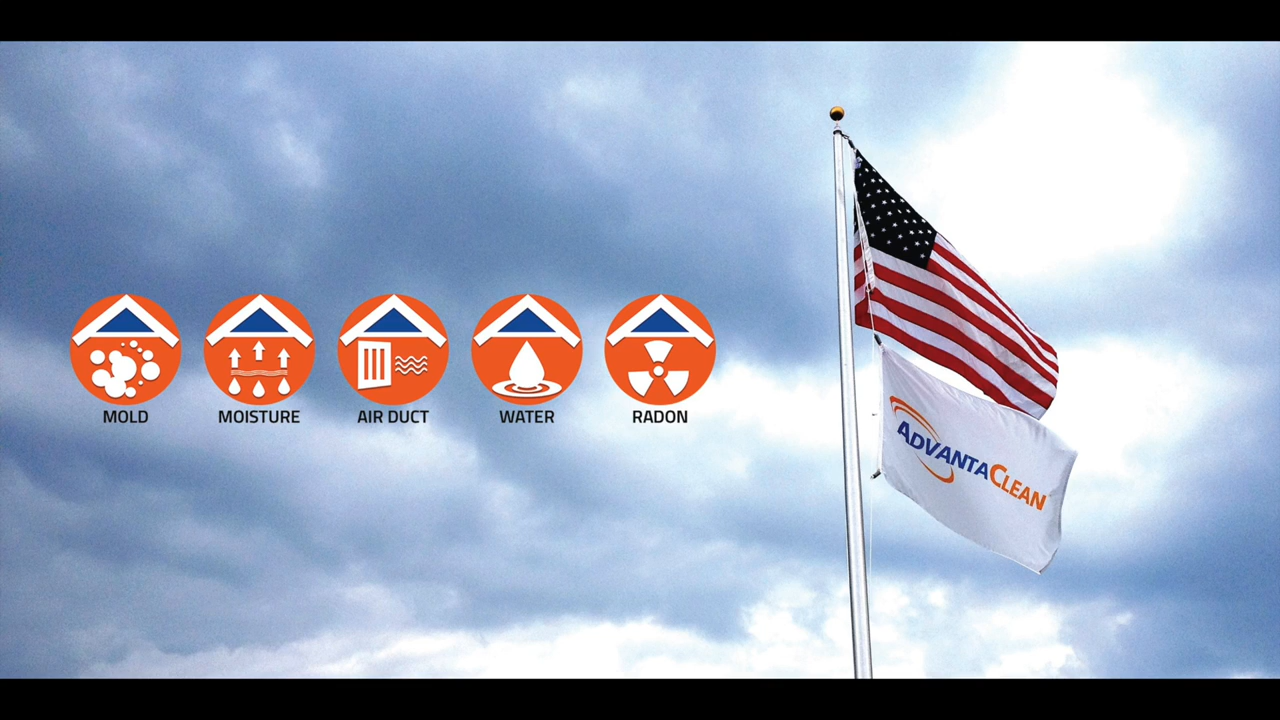 MOLD
MOISTURE
AIR DUCT
WATER
RADON
ADVANTACLEAN